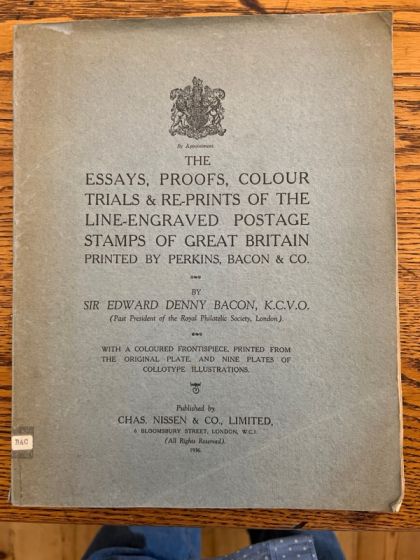 By Appointment.
THE
ESSAYS, PROOFS, COLOUR
TRIALS & RE-PRINTS OF THE
LINE-ENGRAVED POSTAGE
STAMPS OF GREAT BRITAIN
PRINTED BY PERKINS, BACON & CO.
BY
SIR EDWARD DENNY BACON, K.C.V.O.
(Past President of the Royal Philatelic Society, London).
WITH A COLOURED FRONTISPIECE, PRINTED FROM
THE ORIGINAL PLATE, AND NINE PLATES OF
COLLOTYPE ILLUSTRATIONS.
Published by
CHAS. NISSEN & CO., LIMITED,
6 BLOOMSBURY STREET, LONDON, W.C.1.
(All Rights Reserved).
1936.
BAC